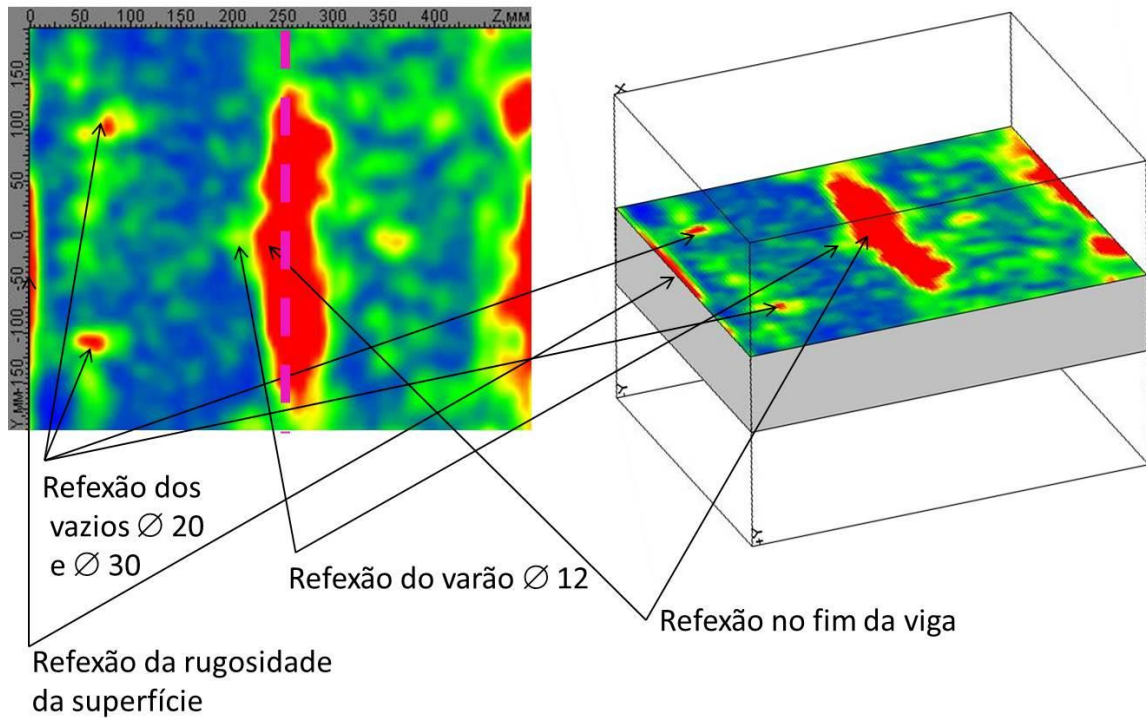 0 50 100 150 200 250 300 350 400 Z,мм
150
100
50
0
-50
-100
Y,мм-150
X
Y-
Y+
Refexão dos
vazios ∅ 20
e ∅ 30
Refexão do varão ∅ 12
Refexão no fim da viga
Refexão da rugosidade
da superfície